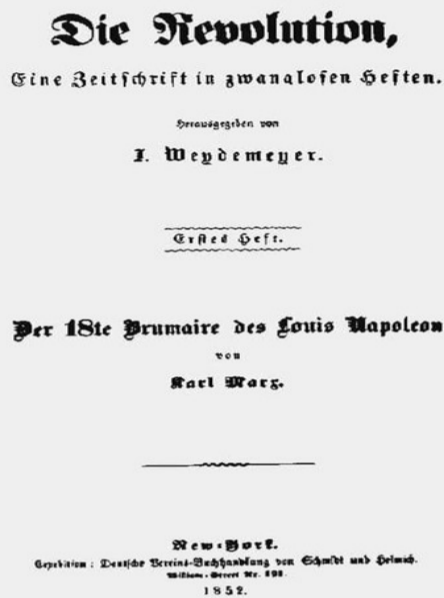 Die Revolution,
Eine Zeitschrift in zwanglosen Heften.
Herausgegeben von
J. Weydemeyer.
Erstes Heft.
Der 18te Brumaire des Louis Napoleon
von
Karl Marx.
New-York.
Expedition: Deutsche Vereins-Buchhandlung von Schmidt und Helmich.
William-Street Nr. 191.
1852.